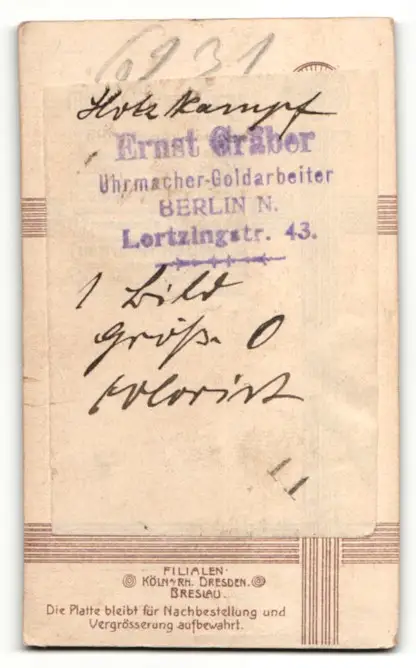 6931
Holzkampf
Ernst Gräber
Uhrmacher-Goldarbeiter
BERLIN N.
Lortzingstr. 43.
1 Bild
Größe 0
colorirt
11
FILIALEN
KÖLN a/RH. DRESDEN.
BRESLAU.
Die Platte bleibt für Nachbestellung und
Vergrösserung aufbewahrt.